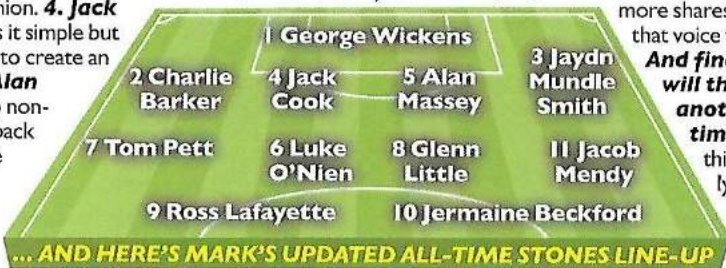 nion. 4. Jack
s it simple but
to create an
Alan
non-
back
more shares
that voice
And fin
will th
ano
tim
thi
ly
1 George Wickens
2 Charlie
Barker
4 Jack
Cook
5 Alan
Massey
3 Jaydn
Mundle
Smith
7 Tom Pett
6 Luke
O'Nien
8 Glenn
Little
11 Jacob
Mendy
9 Ross Lafayette
10 Jermaine Beckford
... AND HERE'S MARK'S UPDATED ALL-TIME STONES LINE-UP